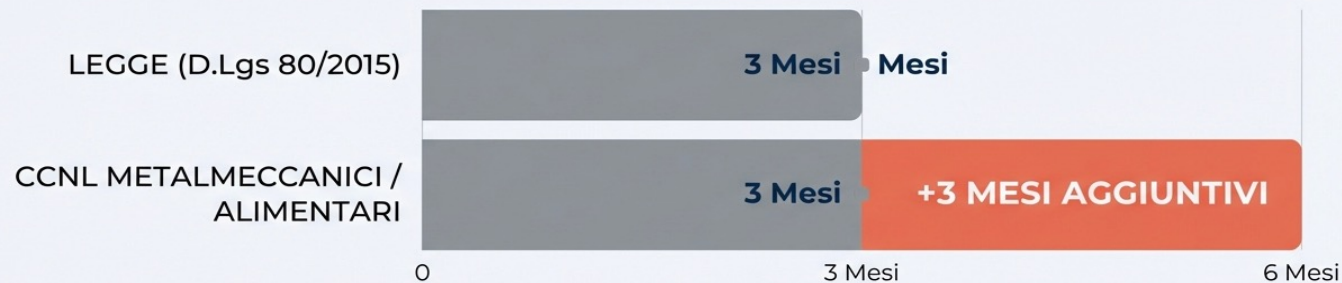 LEGGE (D.Lgs 80/2015)
3 Mesi Mesi
CCNL METALMECCANICI /
ALIMENTARI
3 Mesi
+3 MESI AGGIUNTIVI
0
3 Mesi
6 Mesi